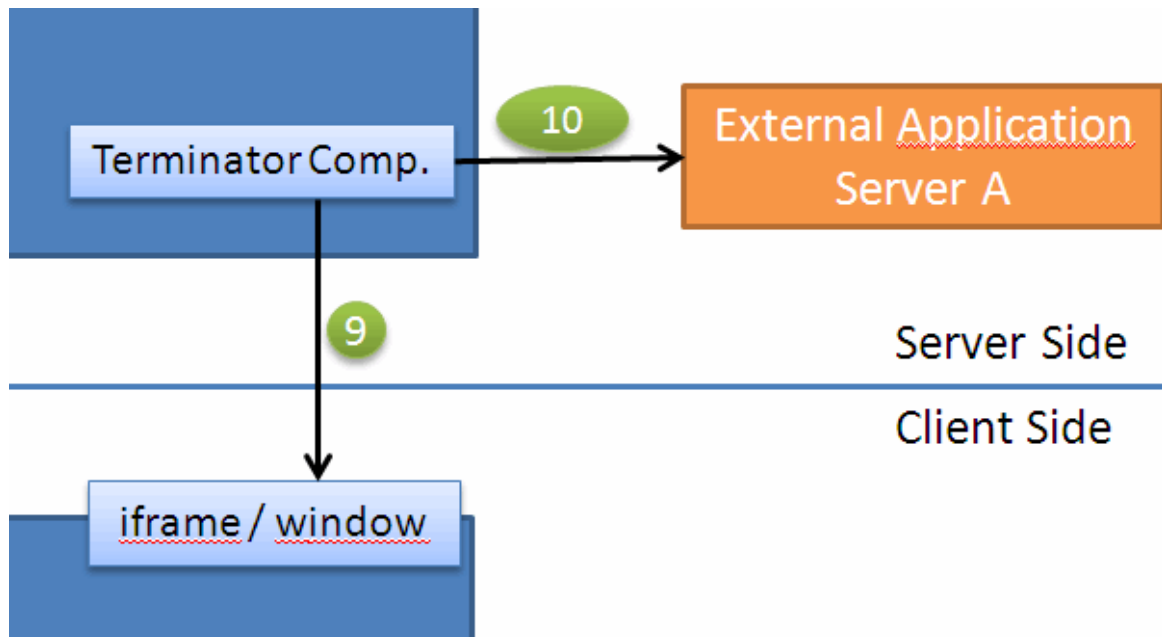 10
External Application
Server A
Terminator Comp.
9
Server Side
Client Side
iframe / window